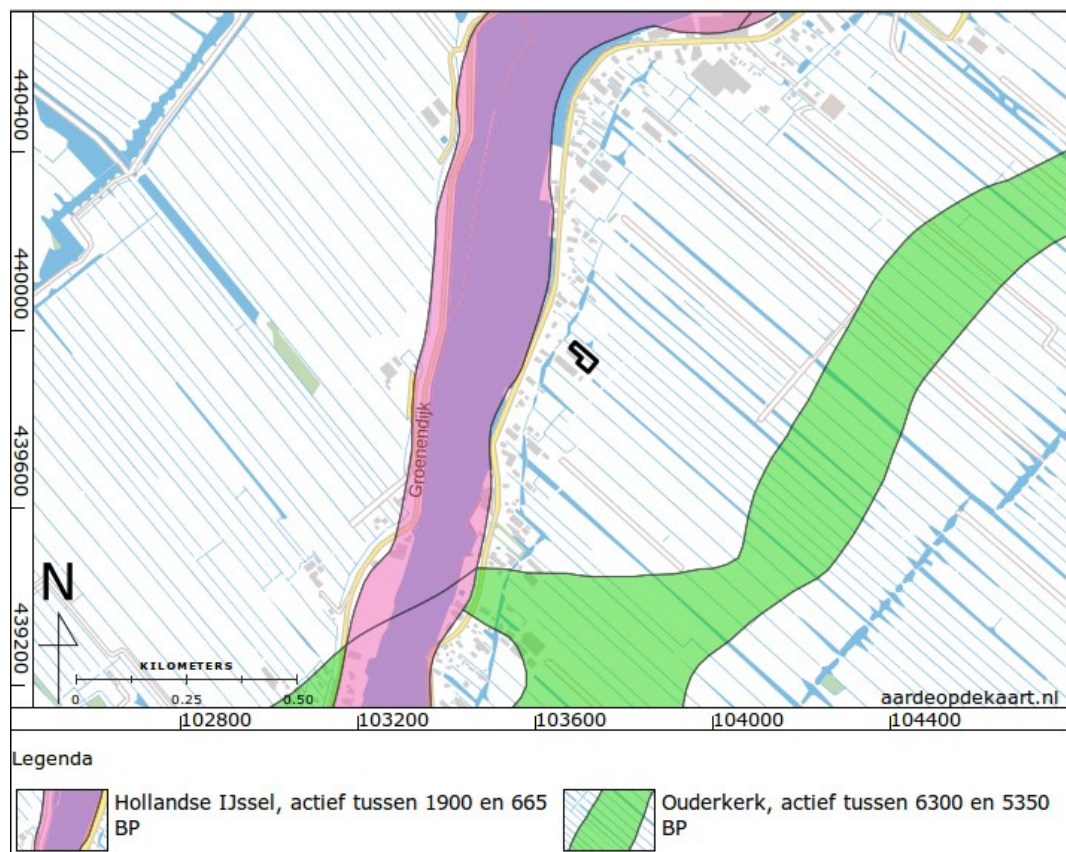 440400
440000
439600
439200
Groenendijk
N
KILOMETERS
0 0.25 0.50
aardeopdekaart.nl
102800 103200 103600 104000 104400
Legenda
Hollandse IJssel, actief tussen 1900 en 665
BP
Ouderkerk, actief tussen 6300 en 5350
BP